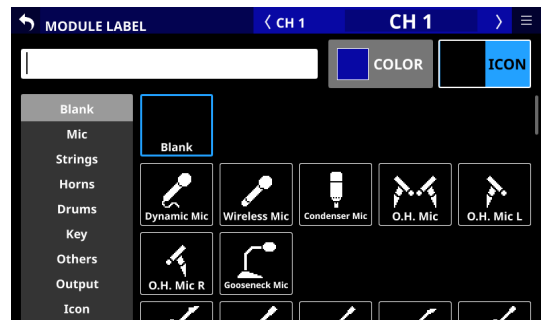 MODULE LABEL
CH 1
CH 1
COLOR
ICON
Blank
Mic
Strings
Horns
Drums
Key
Others
Output
Icon
Blank
Dynamic Mic
Wireless Mic
Condenser Mic
O.H. Mic
O.H. Mic L
O.H. Mic R
Gooseneck Mic